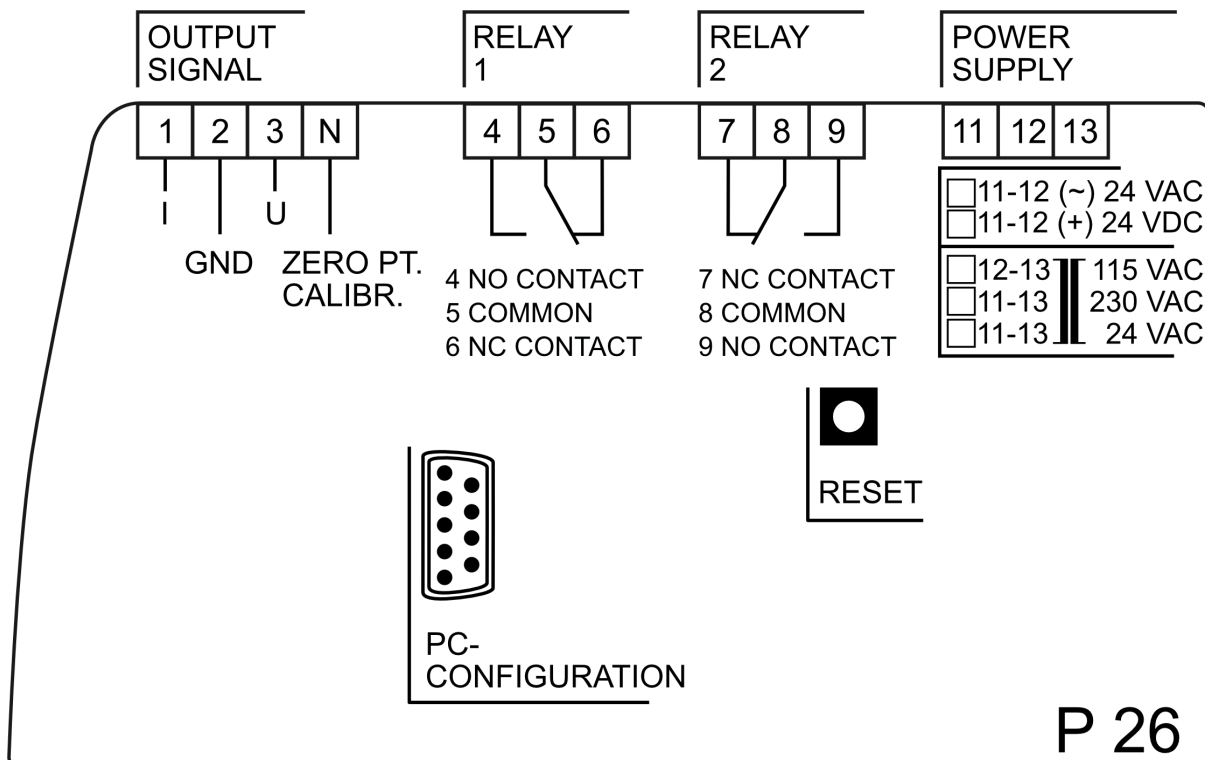 OUTPUT
SIGNAL
RELAY
1
RELAY
2
POWER
SUPPLY
1 2 3 N
4 5 6
7 8 9
11 12 13
I
U
GND
ZERO PT.
CALIBR.
4 NO CONTACT
5 COMMON
6 NC CONTACT
7 NC CONTACT
8 COMMON
9 NO CONTACT
11-12 (~) 24 VAC
11-12 (+) 24 VDC
12-13 115 VAC
11-13 230 VAC
11-13 24 VAC
RESET
PC-
CONFIGURATION
P 26